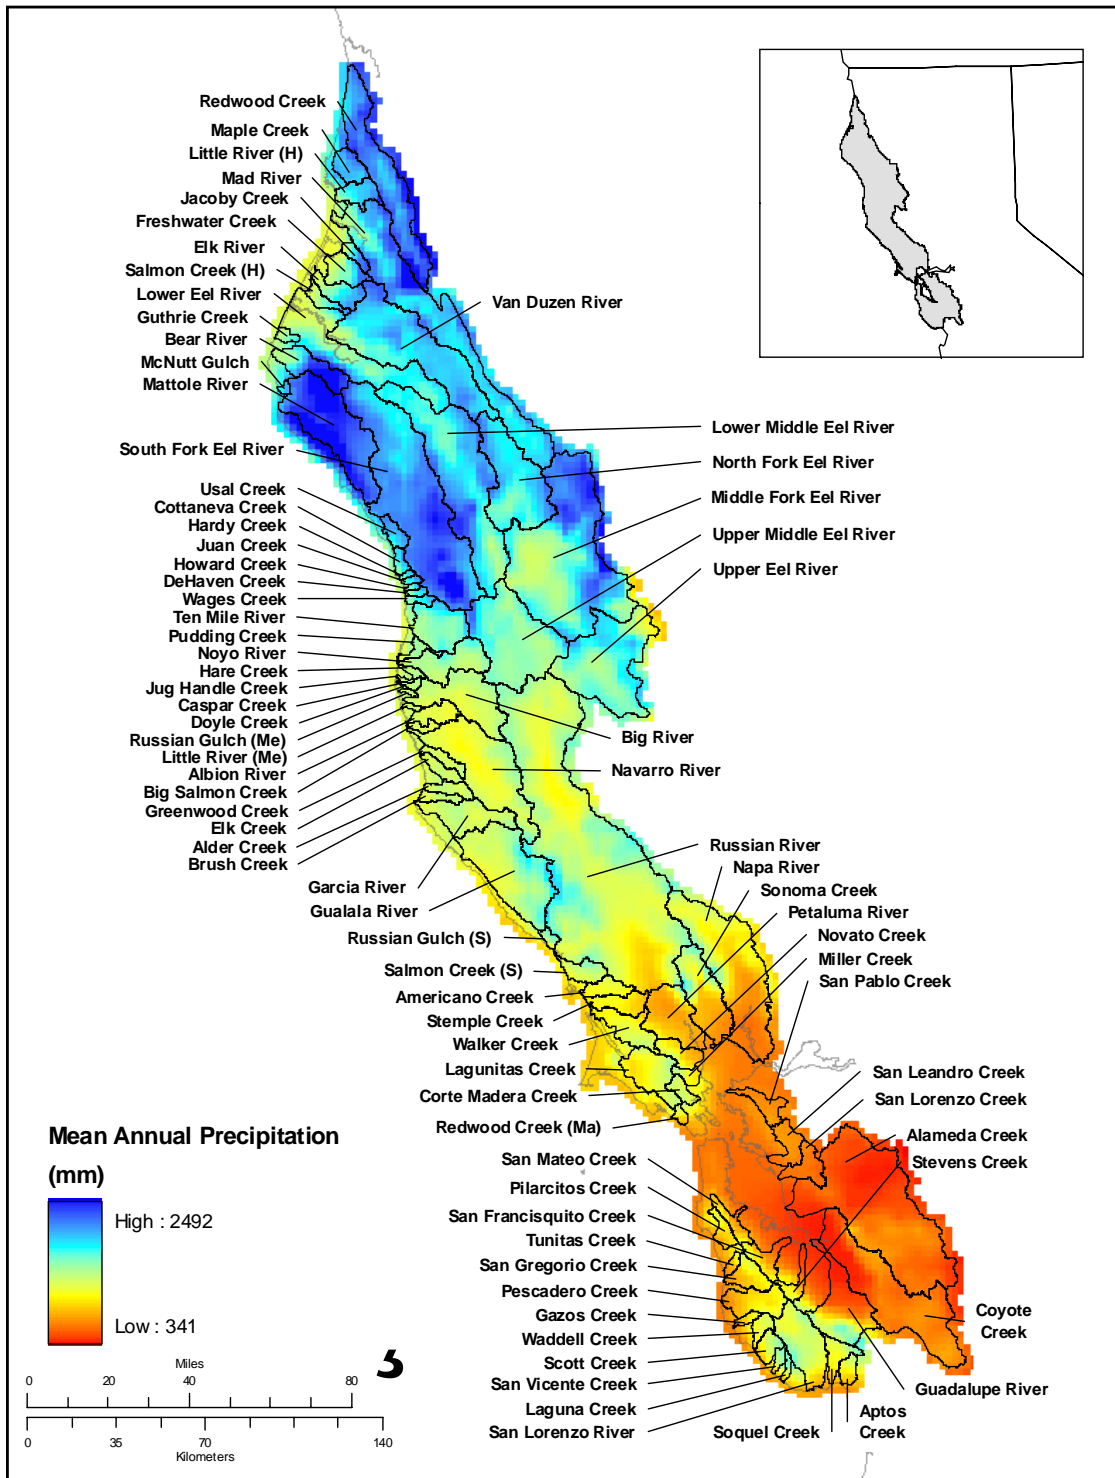 Redwood Creek
Maple Creek
Little River (H)
Mad River
Jacoby Creek
Freshwater Creek
Elk River
Salmon Creek (H)
Lower Eel River
Guthrie Creek
Bear River
McNutt Gulch
Mattole River
South Fork Eel River
Usal Creek
Cottaneva Creek
Hardy Creek
Juan Creek
Howard Creek
DeHaven Creek
Wages Creek
Ten Mile River
Pudding Creek
Noyo River
Hare Creek
Jug Handle Creek
Caspar Creek
Doyle Creek
Russian Gulch (Me)
Little River (Me)
Albion River
Big Salmon Creek
Greenwood Creek
Elk Creek
Alder Creek
Brush Creek
Garcia River
Gualala River
Russian Gulch (S)
Salmon Creek (S)
Americano Creek
Stemple Creek
Walker Creek
Lagunitas Creek
Corte Madera Creek
Redwood Creek (Ma)
San Mateo Creek
Pilarcitos Creek
San Francisquito Creek
Tunitas Creek
San Gregorio Creek
Pescadero Creek
Gazos Creek
Waddell Creek
Scott Creek
San Vicente Creek
Laguna Creek
San Lorenzo River
Van Duzen River
Lower Middle Eel River
North Fork Eel River
Middle Fork Eel River
Upper Middle Eel River
Upper Eel River
Big River
Navarro River
Russian River
Napa River
Sonoma Creek
Petaluma River
Novato Creek
Miller Creek
San Pablo Creek
San Leandro Creek
San Lorenzo Creek
Alameda Creek
Stevens Creek
Coyote
Creek
Guadalupe River
Aptos
Creek
Soquel Creek
Mean Annual Precipitation
(mm)
High : 2492
Low : 341
Miles
0 20 40 80
0 35 70 140
Kilometers